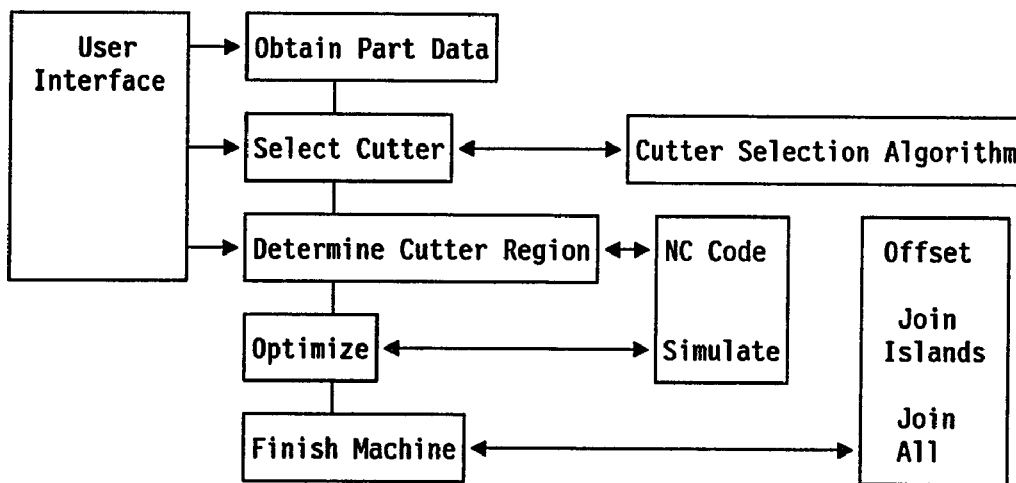 User
Interface
Obtain Part Data
Select Cutter
Cutter Selection Algorithm
Determine Cutter Region
NC Code
Offset
Join
Islands
Optimize
Simulate
Finish Machine
Join
All